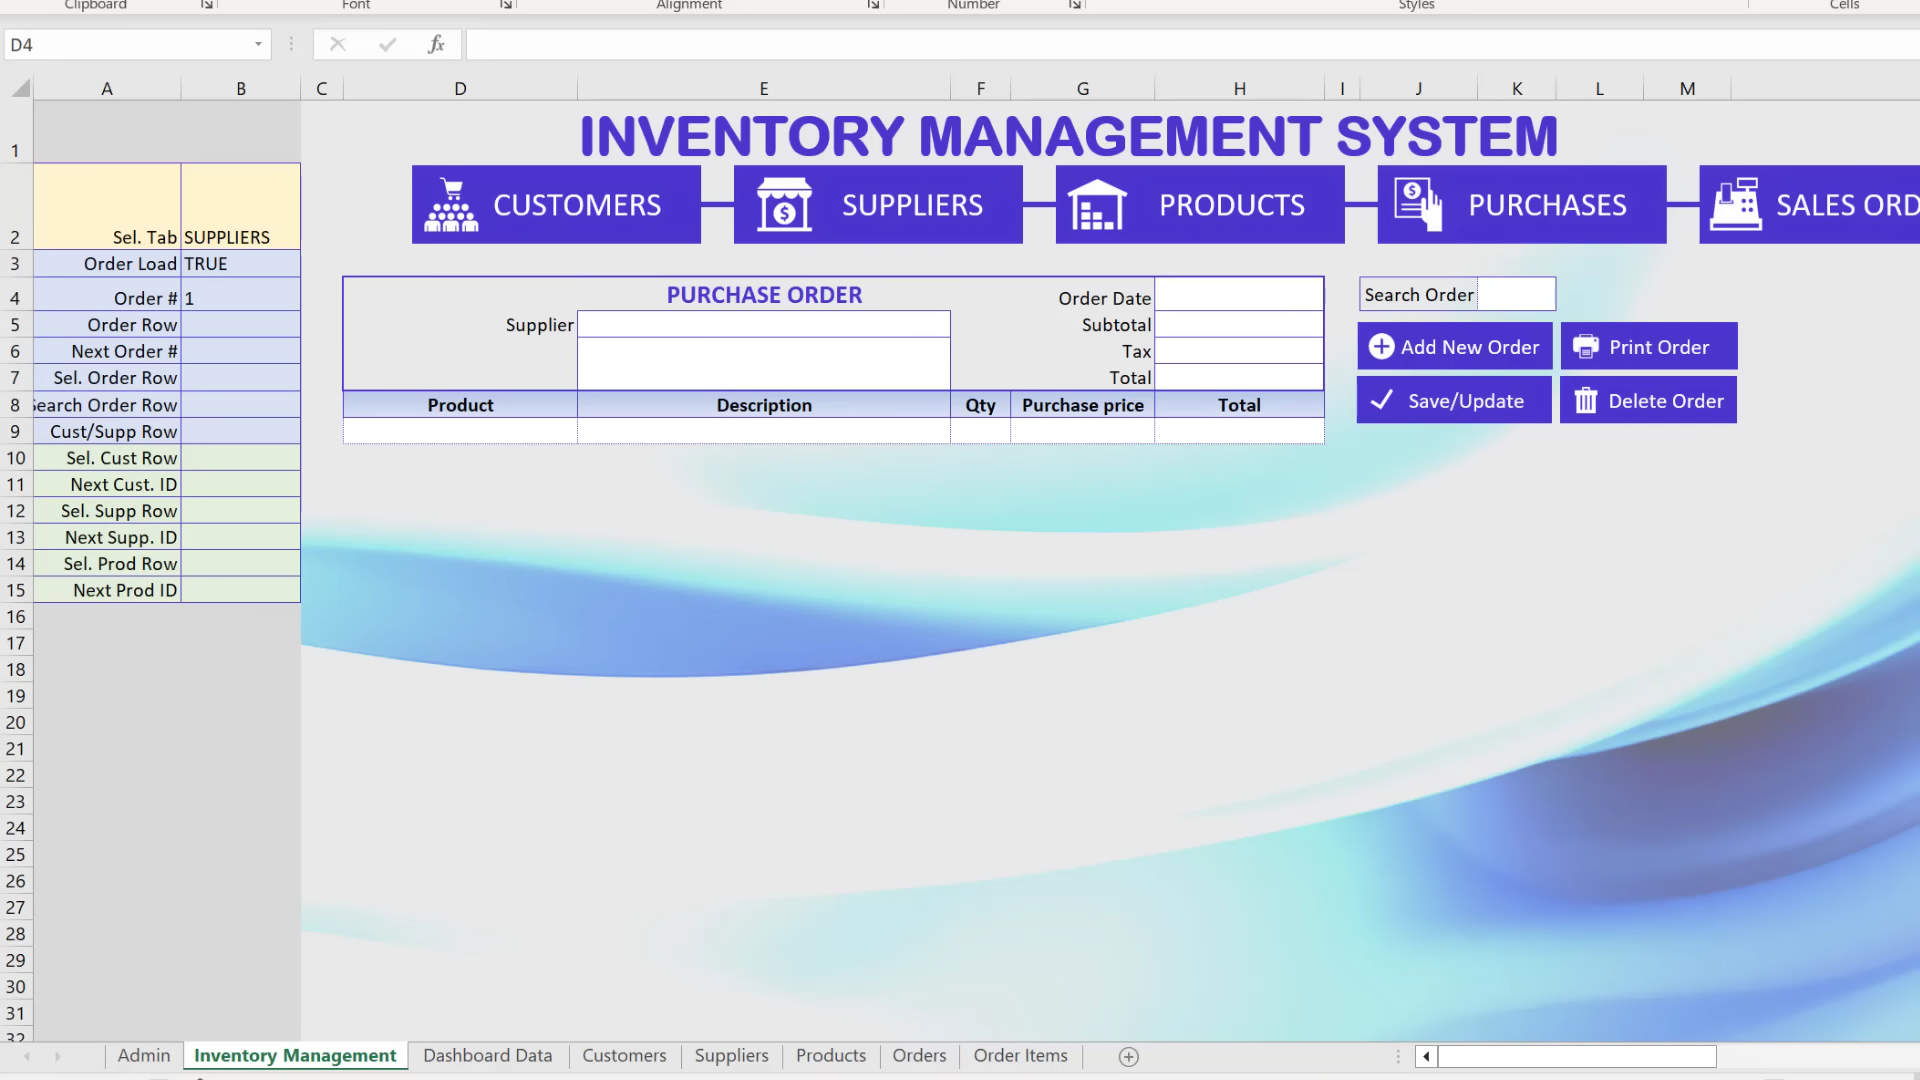 Clipboard Font Alignment Number Styles Cells
D4 fx
A B C D E F G H I J K L M
1 INVENTORY MANAGEMENT SYSTEM
CUSTOMERS SUPPLIERS PRODUCTS PURCHASES SALES ORD
2 Sel. Tab SUPPLIERS
3 Order Load TRUE
4 Order # 1 PURCHASE ORDER Order Date Search Order
5 Order Row Supplier Subtotal
6 Next Order # Tax Add New Order Print Order
7 Sel. Order Row Total
8 Search Order Row Product Description Qty Purchase price Total Save/Update Delete Order
9 Cust/Supp Row
10 Sel. Cust Row
11 Next Cust. ID
12 Sel. Supp Row
13 Next Supp. ID
14 Sel. Prod Row
15 Next Prod ID
16
17
18
19
20
21
22
23
24
25
26
27
28
29
30
31
32
Admin Inventory Management Dashboard Data Customers Suppliers Products Orders Order Items